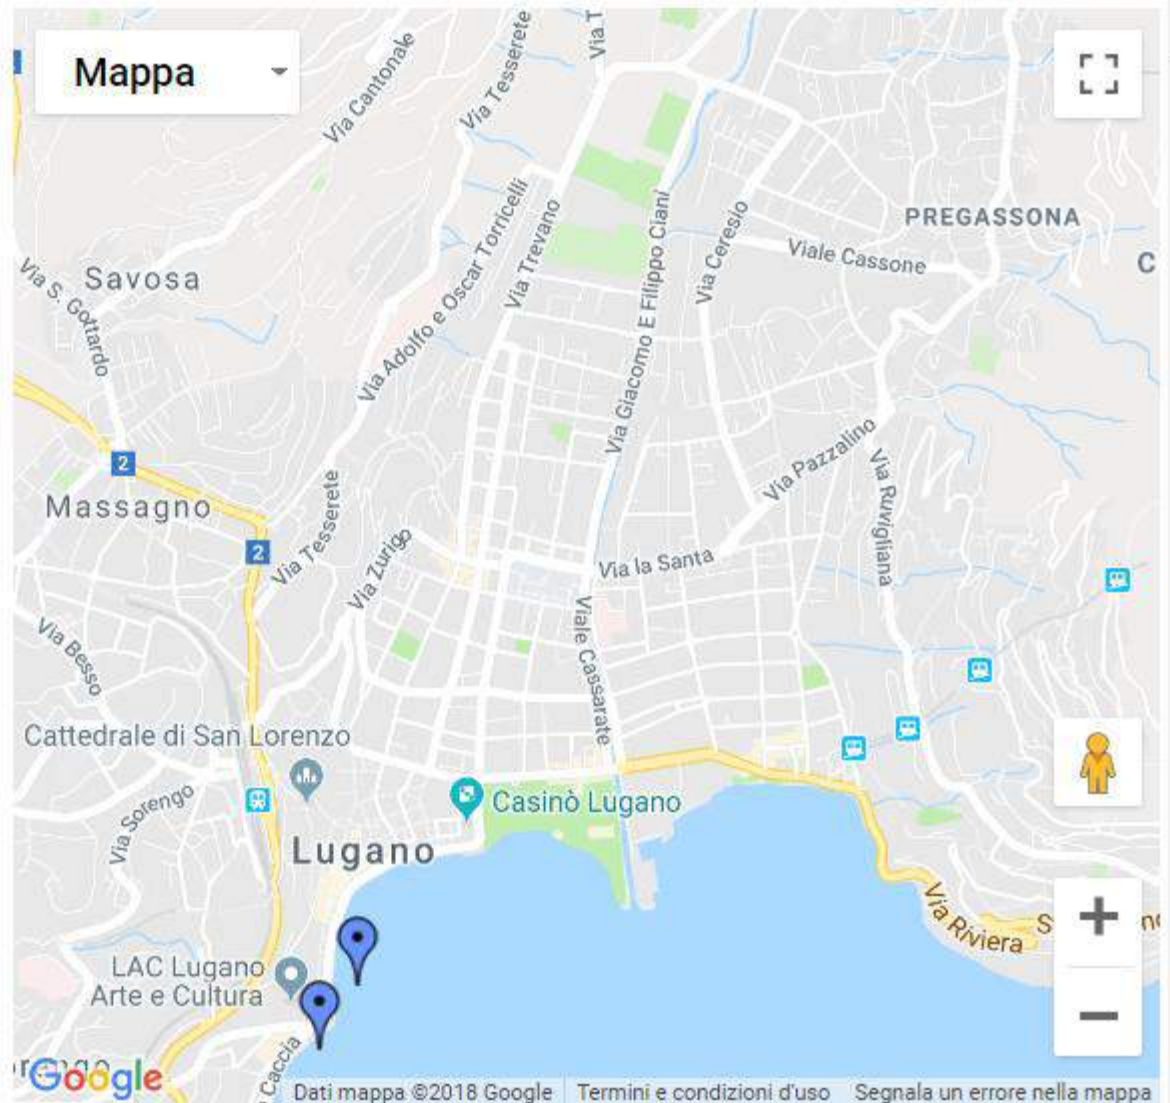 Mappa
Via Cantonale
Via Tesserete
Via T
PREGASSONA
Via Adolfo e Oscar Torricelli
Via Trevano
Via Giacomo E Filippo Ciani
Via Ceresio
Viale Cassone
C
Savosa
Via S. Gottardo
2
Massagno
2
Via Tesserete
Via Zurigo
Via la Santa
Via Pazzalino
Via Ruvigliana
Viale Cassarate
Via Besso
Cattedrale di San Lorenzo
Via Sorengo
Casinò Lugano
Lugano
LAC Lugano
Arte e Cultura
Via Riviera
Caccia
Google
Dati mappa ©2018 Google
Termini e condizioni d'uso
Segnala un errore nella mappa